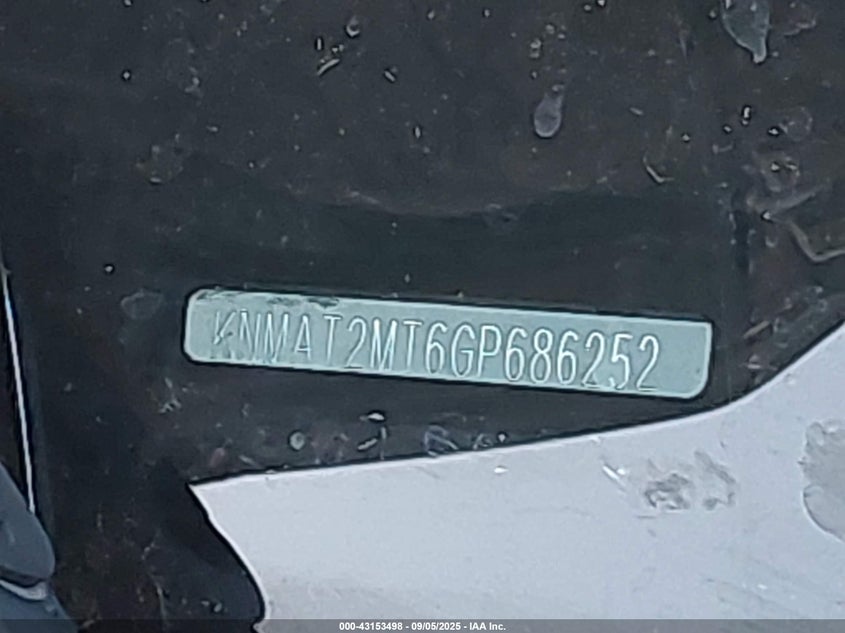 KNMAT2MT6GP686252
000-43153498 - 09/05/2025 - IAA Inc.